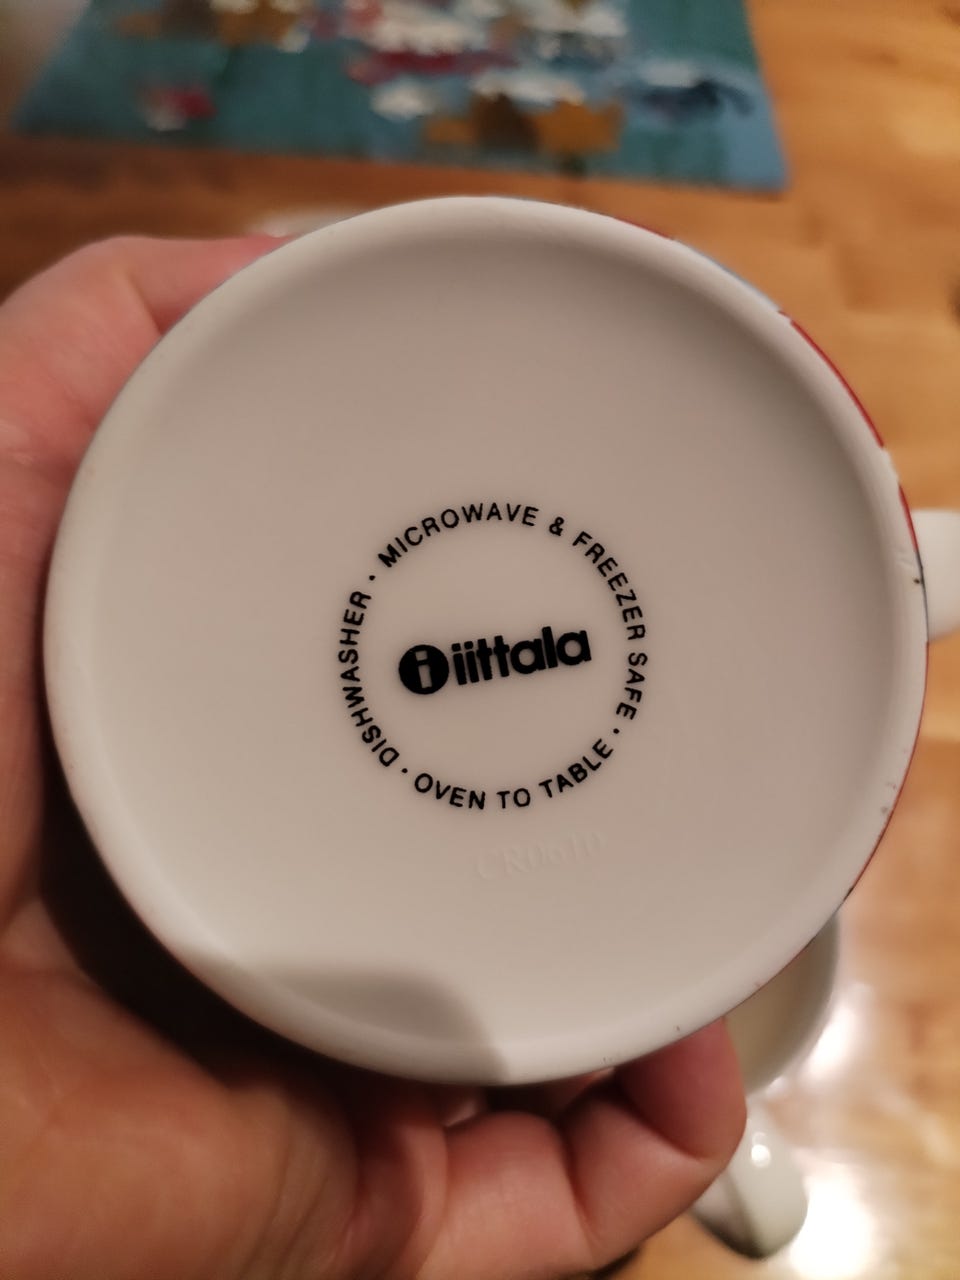 MICROWAVE & FREEZER SAFE · OVEN TO TABLE · DISHWASHER ·
i iittala